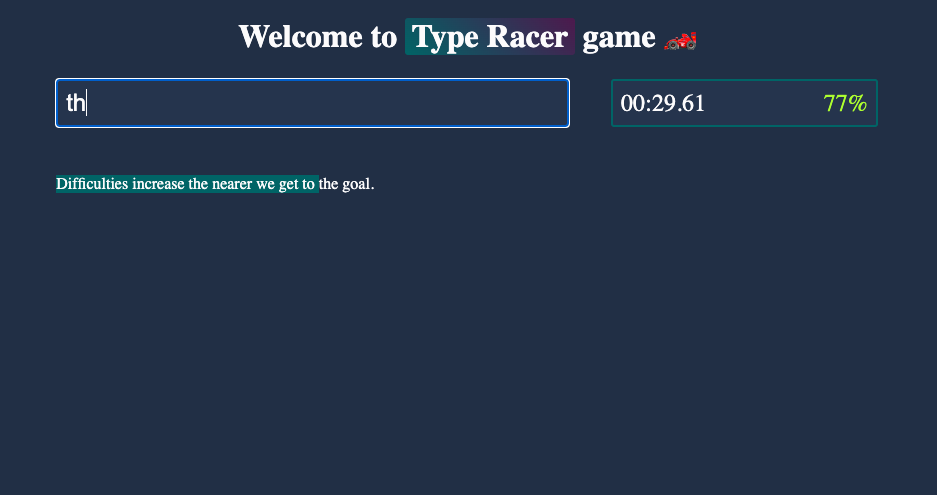 Welcome to Type Racer game 🏎️
th
00:29.61 77%
Difficulties increase the nearer we get to the goal.